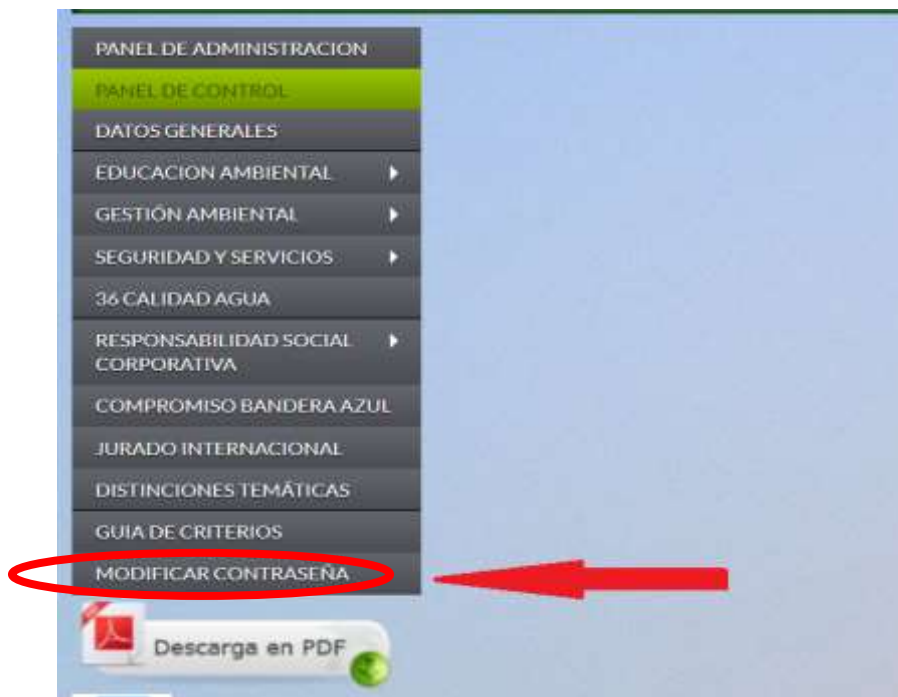 PANEL DE ADMINISTRACION
PANEL DE CONTROL
DATOS GENERALES
EDUCACION AMBIENTAL
GESTIÓN AMBIENTAL
SEGURIDAD Y SERVICIOS
36 CALIDAD AGUA
RESPONSABILIDAD SOCIAL
CORPORATIVA
COMPROMISO BANDERA AZUL
JURADO INTERNACIONAL
DISTINCIONES TEMÁTICAS
GUIA DE CRITERIOS
MODIFICAR CONTRASEÑA
Descarga en PDF